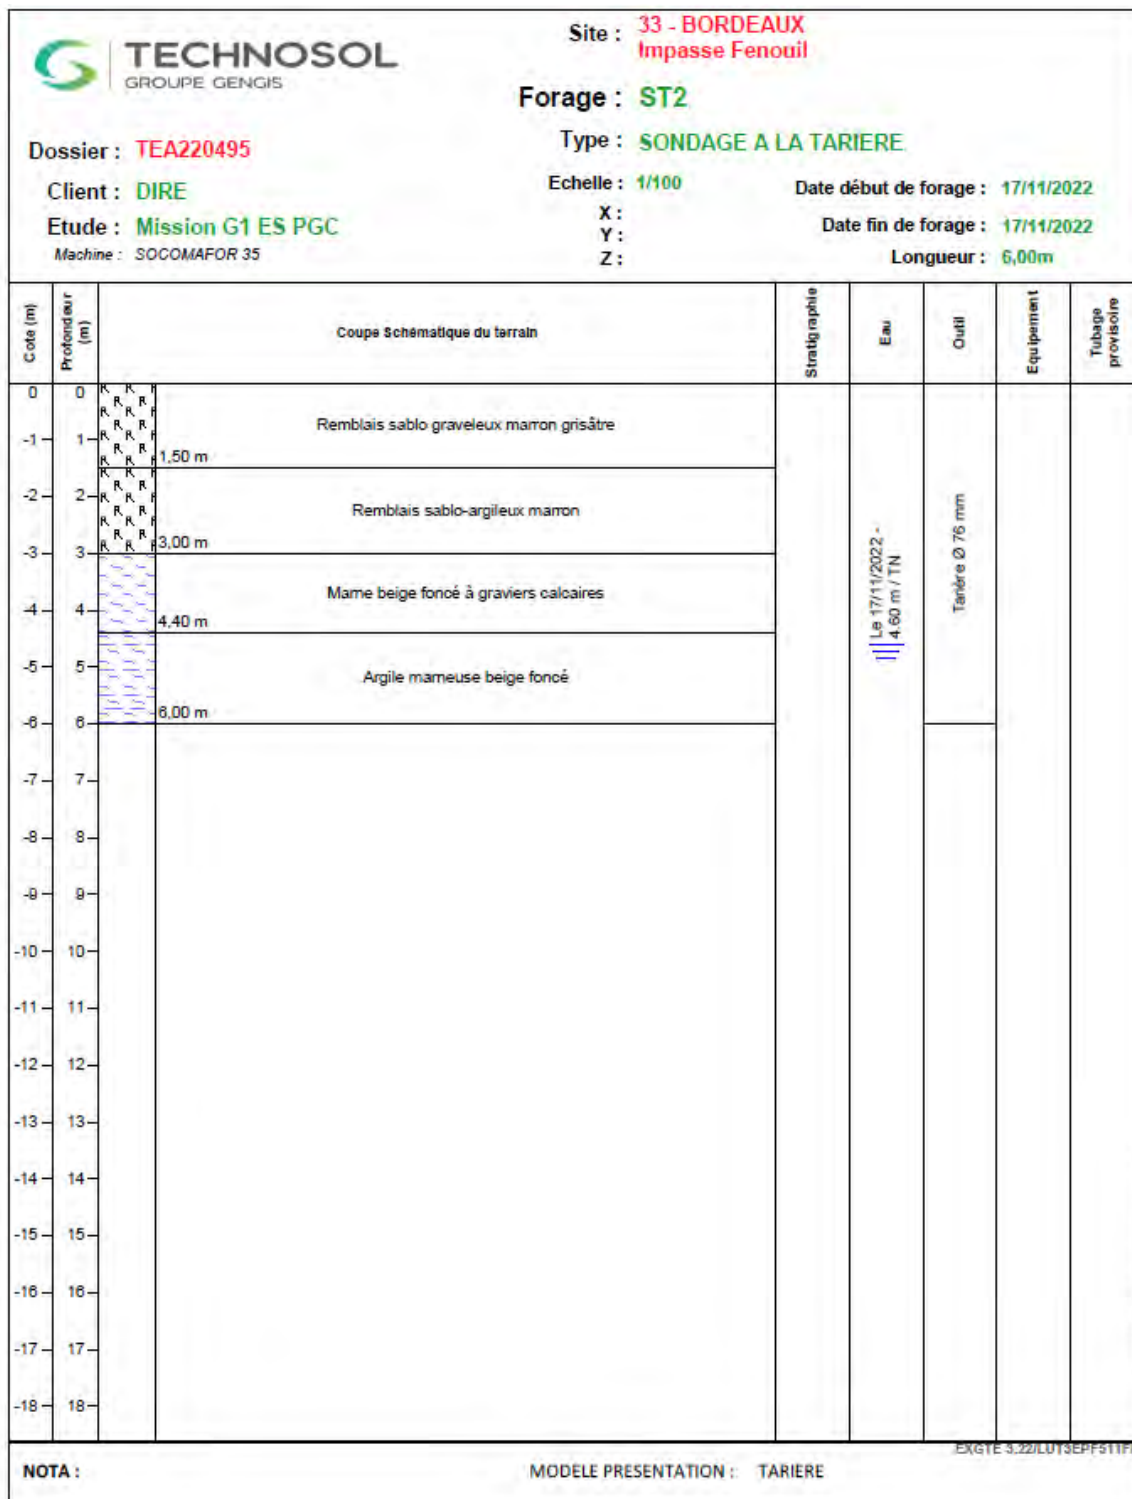 TECHNOSOL
GROUPE GENGIS
Site : 33 - BORDEAUX
Impasse Fenouil
Forage : ST2
Type : SONDAGE A LA TARIERE
Dossier : TEA220495
Client : DIRE
Etude : Mission G1 ES PGC
Machine : SOCOMAFOR 35
Echelle : 1/100
X :
Y :
Z :
Date début de forage : 17/11/2022
Date fin de forage : 17/11/2022
Longueur : 6,00m
Cote (m)
Profondeur (m)
Coupe Schématique du terrain
Stratigraphie
Eau
Outil
Equipement
Tubage provisoire
0 0
-1 1
-2 2
-3 3
-4 4
-5 5
-6 6
-7 7
-8 8
-9 9
-10 10
-11 11
-12 12
-13 13
-14 14
-15 15
-16 16
-17 17
-18 18
Remblais sablo graveleux marron grisâtre
1,50 m
Remblais sablo-argileux marron
3,00 m
Marne beige foncé à graviers calcaires
4,40 m
Argile marneuse beige foncé
6,00 m
Le 17/11/2022 -
4.60 m / TN
Tarière Ø 76 mm
EXGTE 3.22/LUT3EPF511F
NOTA :
MODELE PRESENTATION : TARIERE